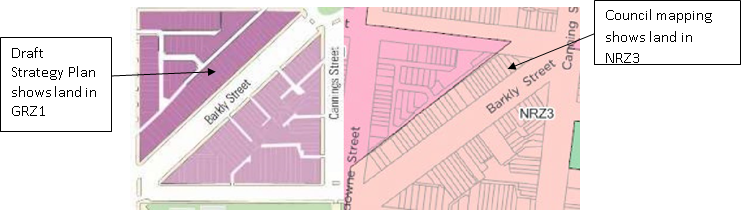 Draft
Strategy Plan
shows land in
GRZ1
Barkly Street
Cannings Street
downe Street
Barkly Street
Canning S
NRZ3
Council mapping
shows land in
NRZ3